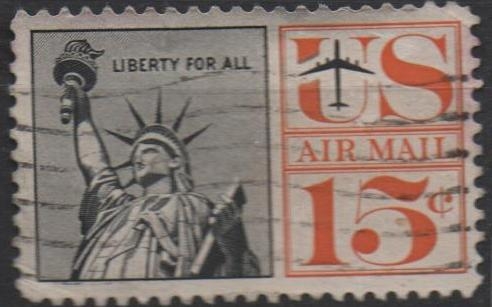 LIBERTY FOR ALL
US
AIR MAIL
15¢